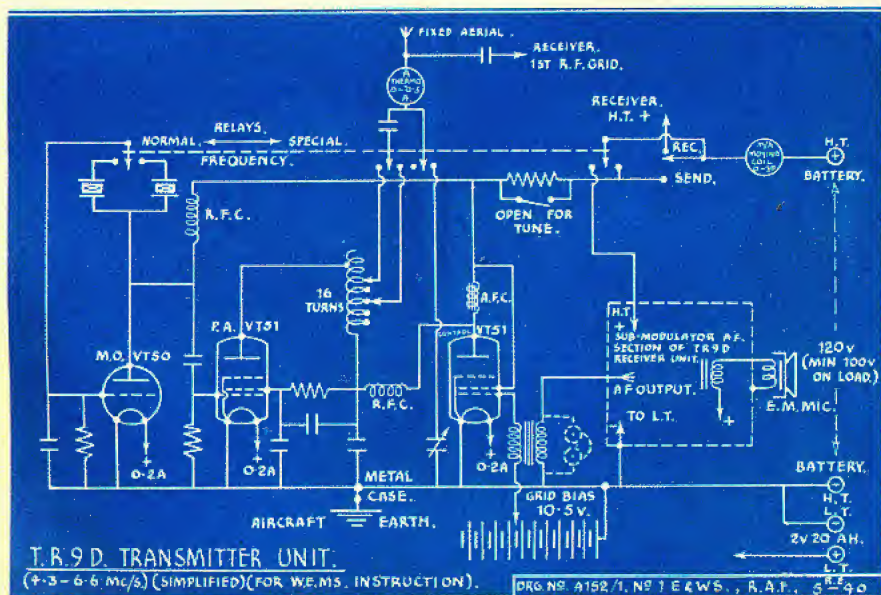 FIXED AERIAL.
RECEIVER.
1ST R.F. GRID.
A
THERMO
0-0.5
A
RECEIVER.
H.T. +
RELAYS.
NORMAL. SPECIAL.
FREQUENCY.
REC.
M/A
MOVING
COIL
0-30
H.T.
+
BATTERY.
SEND.
R.F.C.
OPEN FOR
TUNE.
16
TURNS
A.F.C.
P.A. VT51
CONTROL VT51
M.O. VT50
H.T.
+
SUB-MODULATOR A.F.
SECTION OF TR9D
RECEIVER UNIT.
120V
(MIN 100V
ON LOAD.)
R.F.C.
A.F OUTPUT.
E.M. MIC.
+
TO L.T.
-
+
0.2A
+
0.2A
+
0.2A
METAL
CASE.
GRID BIAS
10.5V.
BATTERY.
-
H.T.
L.T.
-
AIRCRAFT EARTH.
2V 20 AH.
+
L.T.
T.R.9 D. TRANSMITTER UNIT.
(4.3-6.6 Mc/s) (SIMPLIFIED) (FOR W.E.MS. INSTRUCTION).
DRG. No. A152/1. No 1 E&WS., R.A.F., 5-40